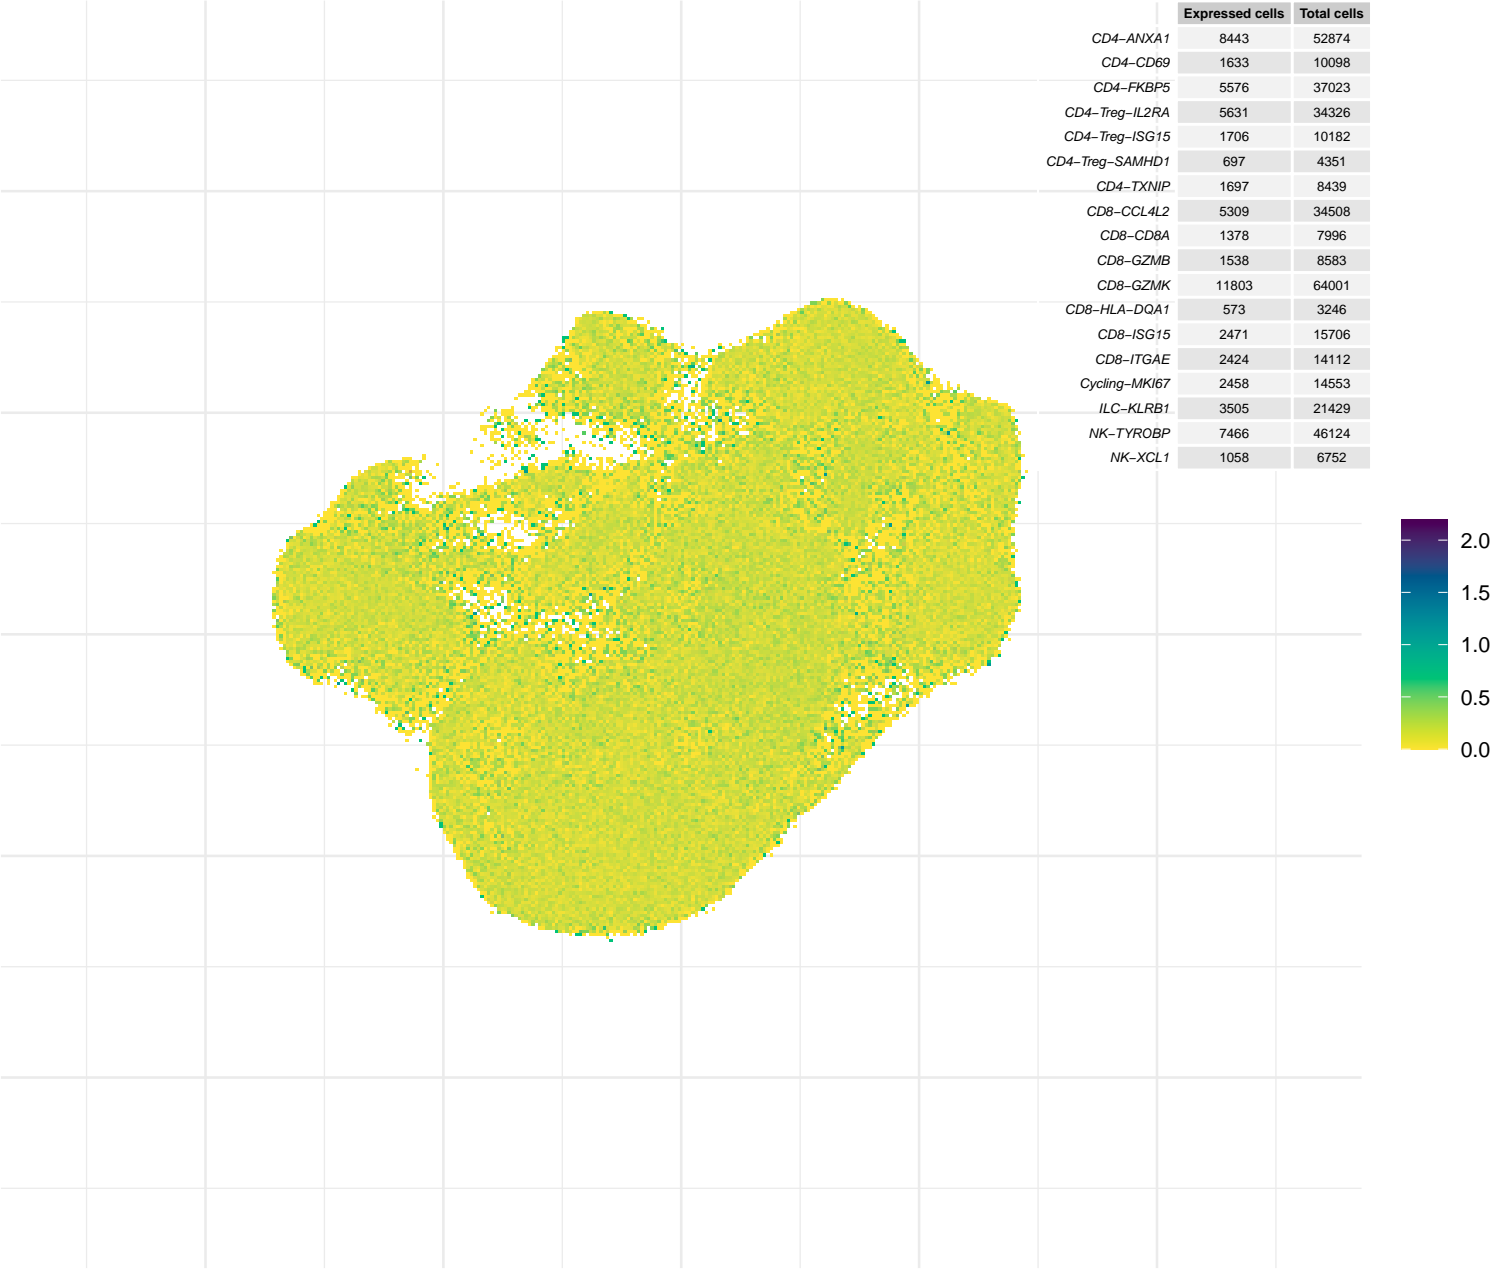 Expressed cells Total cells
CD4−ANXA1 8443 52874
CD4−CD69 1633 10098
CD4−FKBP5 5576 37023
CD4−Treg−IL2RA 5631 34326
CD4−Treg−ISG15 1706 10182
CD4−Treg−SAMHD1 697 4351
CD4−TXNIP 1697 8439
CD8−CCL4L2 5309 34508
CD8−CD8A 1378 7996
CD8−GZMB 1538 8583
CD8−GZMK 11803 64001
CD8−HLA−DQA1 573 3246
CD8−ISG15 2471 15706
CD8−ITGAE 2424 14112
Cycling−MKI67 2458 14553
ILC−KLRB1 3505 21429
NK−TYROBP 7466 46124
NK−XCL1 1058 6752
2.0
1.5
1.0
0.5
0.0